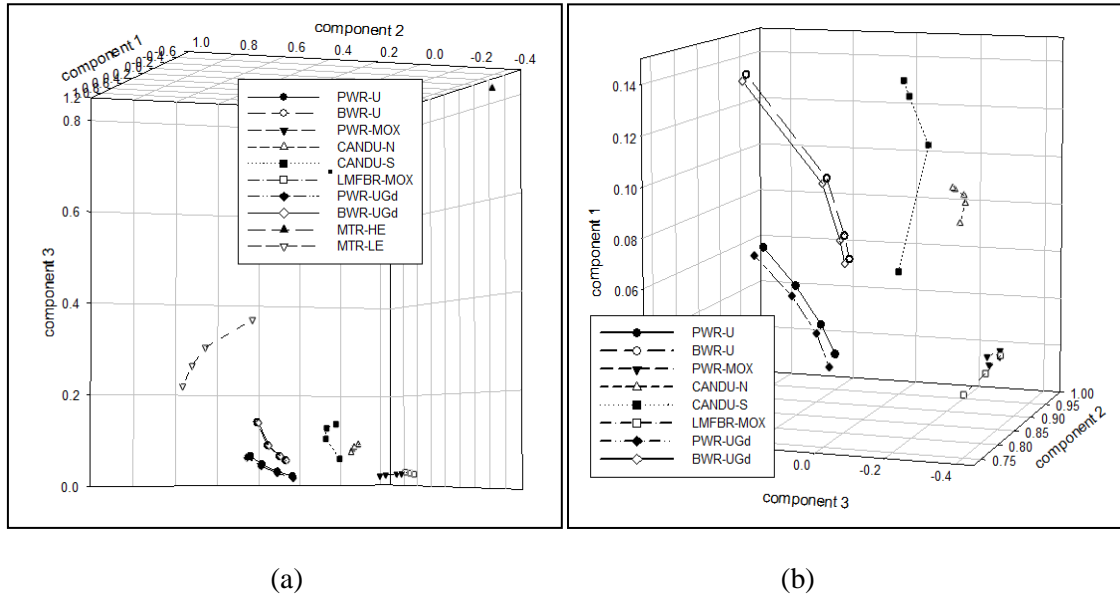 component 2
component 1
1.0 0.8 0.6 0.4 0.2 0.0 -0.2 -0.4
1.2
0.8
0.6
0.4
0.2
0.0
component 3
PWR-U
BWR-U
PWR-MOX
CANDU-N
CANDU-S
LMFBR-MOX
PWR-UGd
BWR-UGd
MTR-HE
MTR-LE
(a)
0.14
0.12
0.10
0.08
0.06
component 1
PWR-U
BWR-U
PWR-MOX
CANDU-N
CANDU-S
LMFBR-MOX
PWR-UGd
BWR-UGd
0.0 -0.2 -0.4
component 3
1.00
0.95
0.90
0.85
0.80
0.75
component 2
(b)